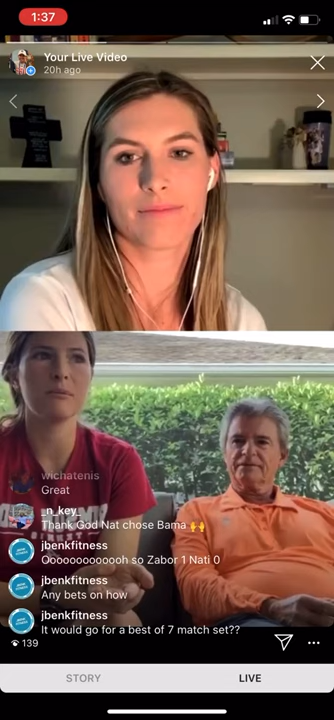 1:37
Your Live Video
20h ago
wichatenis
Great
_n_key_
Thank God Nat chose Bama 🙌
jbenkfitness
Oooooooooooooh so Zabor 1 Nati 0
jbenkfitness
Any bets on how
jbenkfitness
It would go for a best of 7 match set??
139
STORY
LIVE